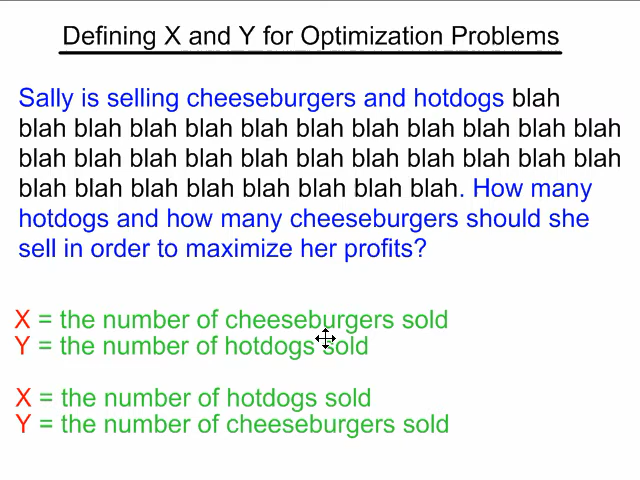 Defining X and Y for Optimization Problems
Sally is selling cheeseburgers and hotdogs blah
blah blah blah blah blah blah blah blah blah blah blah
blah blah blah blah blah blah blah blah blah blah blah
blah blah blah blah blah blah blah blah. How many
hotdogs and how many cheeseburgers should she
sell in order to maximize her profits?
X = the number of cheeseburgers sold
Y = the number of hotdogs sold
X = the number of hotdogs sold
Y = the number of cheeseburgers sold